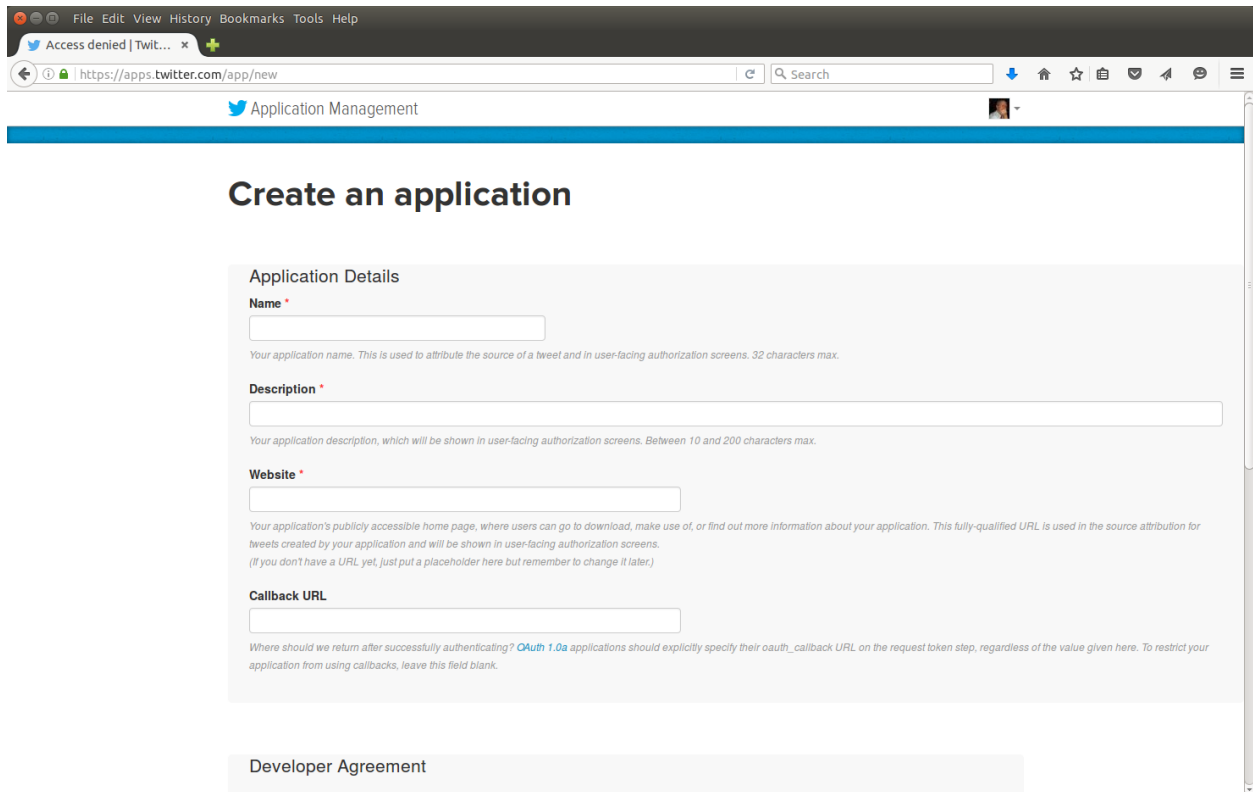 File Edit View History Bookmarks Tools Help
Access denied | Twit... ×
https://apps.twitter.com/app/new
Search
Application Management
Create an application
Application Details
Name *
Your application name. This is used to attribute the source of a tweet and in user-facing authorization screens. 32 characters max.
Description *
Your application description, which will be shown in user-facing authorization screens. Between 10 and 200 characters max.
Website *
Your application's publicly accessible home page, where users can go to download, make use of, or find out more information about your application. This fully-qualified URL is used in the source attribution for
tweets created by your application and will be shown in user-facing authorization screens.
(If you don't have a URL yet, just put a placeholder here but remember to change it later.)
Callback URL
Where should we return after successfully authenticating? OAuth 1.0a applications should explicitly specify their oauth_callback URL on the request token step, regardless of the value given here. To restrict your
application from using callbacks, leave this field blank.
Developer Agreement